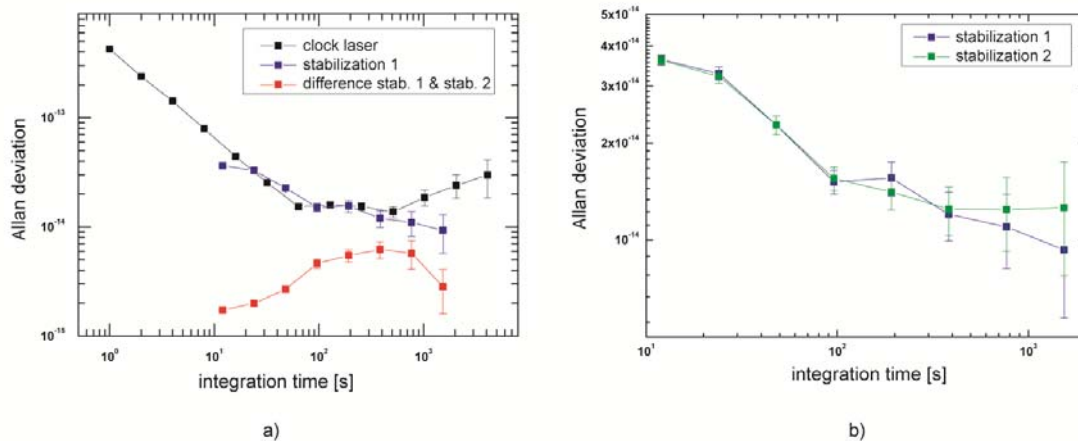 clock laser
stabilization 1
difference stab. 1 & stab. 2
Allan deviation
10⁻¹³
10⁻¹⁴
10⁻¹⁵
10⁰
10¹
10²
10³
integration time [s]
a)
stabilization 1
stabilization 2
Allan deviation
5x10⁻¹⁴
4x10⁻¹⁴
3x10⁻¹⁴
2x10⁻¹⁴
10⁻¹⁴
10¹
10²
10³
integration time [s]
b)